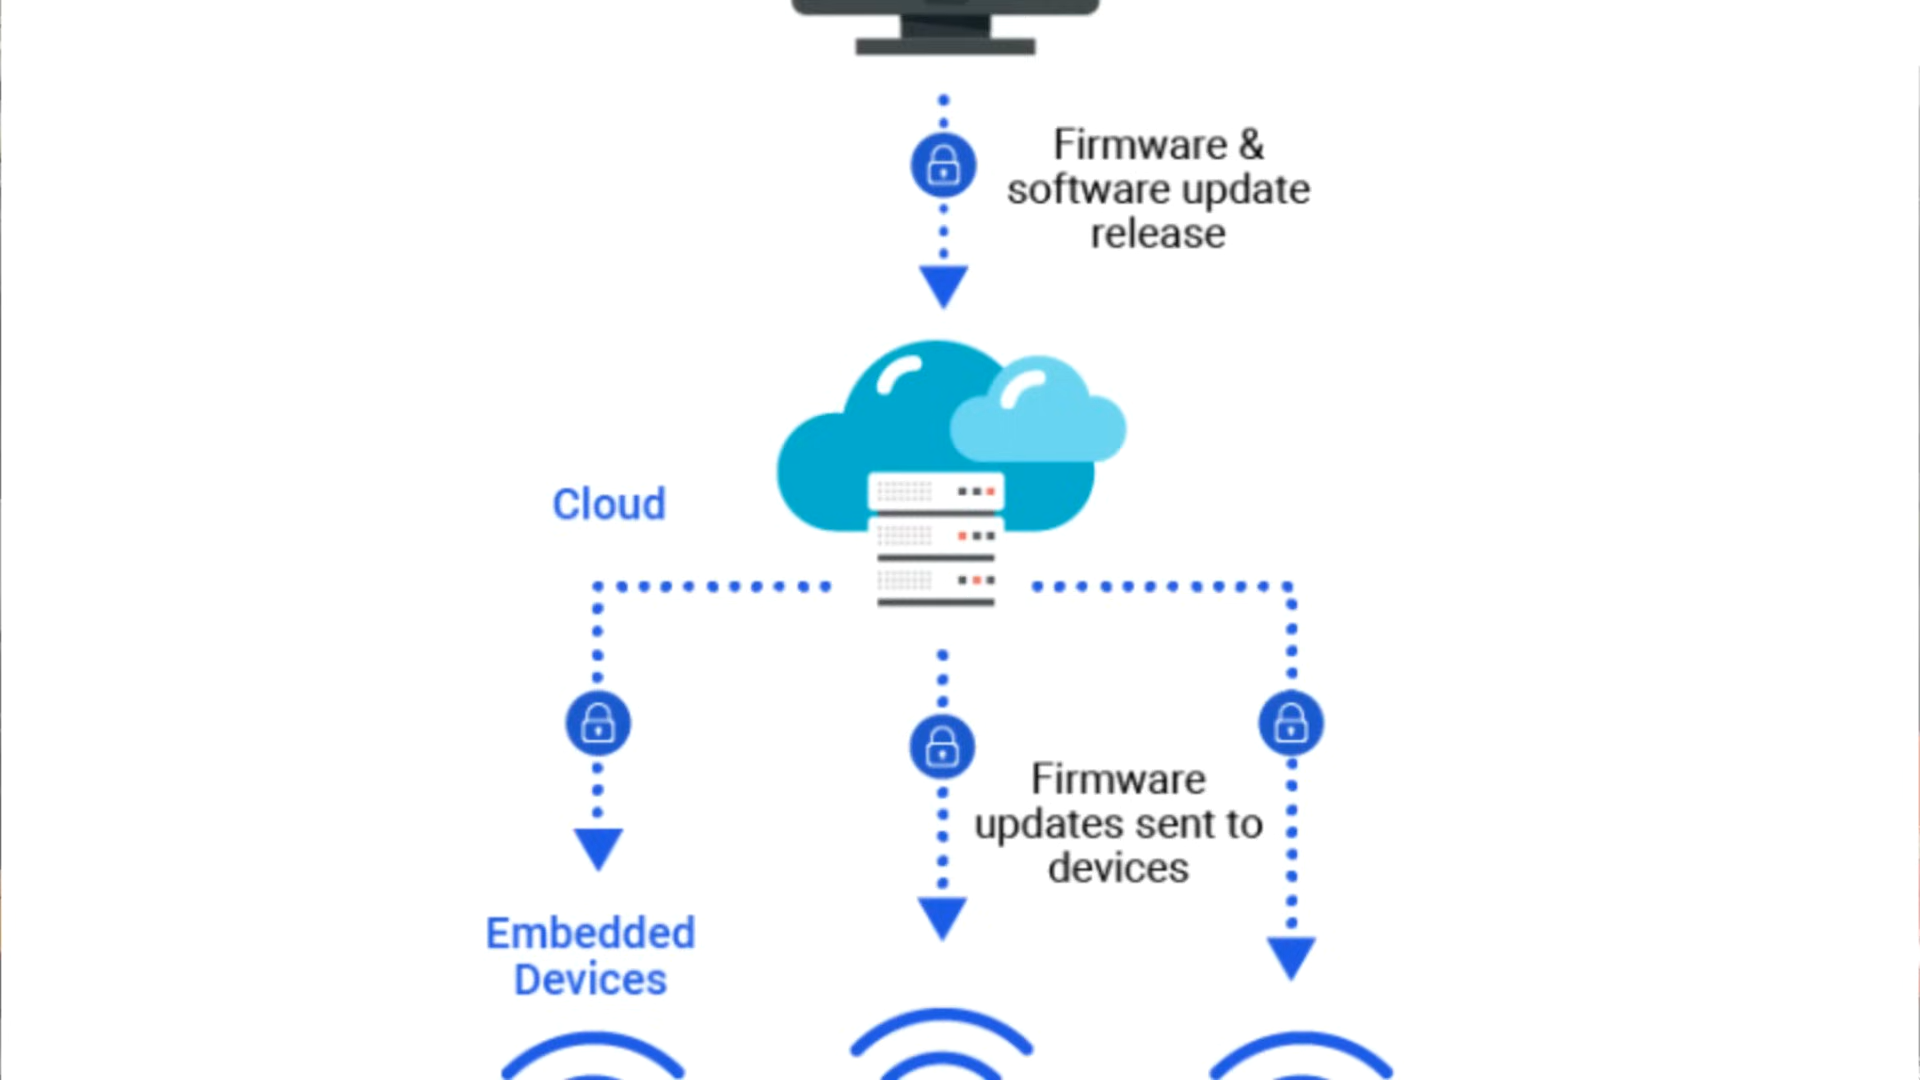 Firmware &
software update
release
Cloud
Firmware
updates sent to
devices
Embedded
Devices